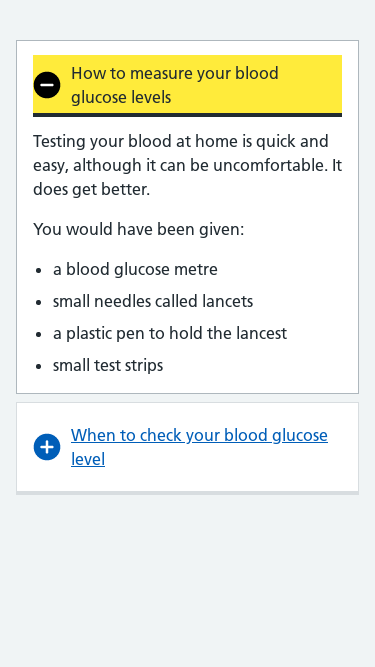 How to measure your blood
glucose levels
Testing your blood at home is quick and
easy, although it can be uncomfortable. It
does get better.
You would have been given:
a blood glucose metre
small needles called lancets
a plastic pen to hold the lancest
small test strips
When to check your blood glucose
level